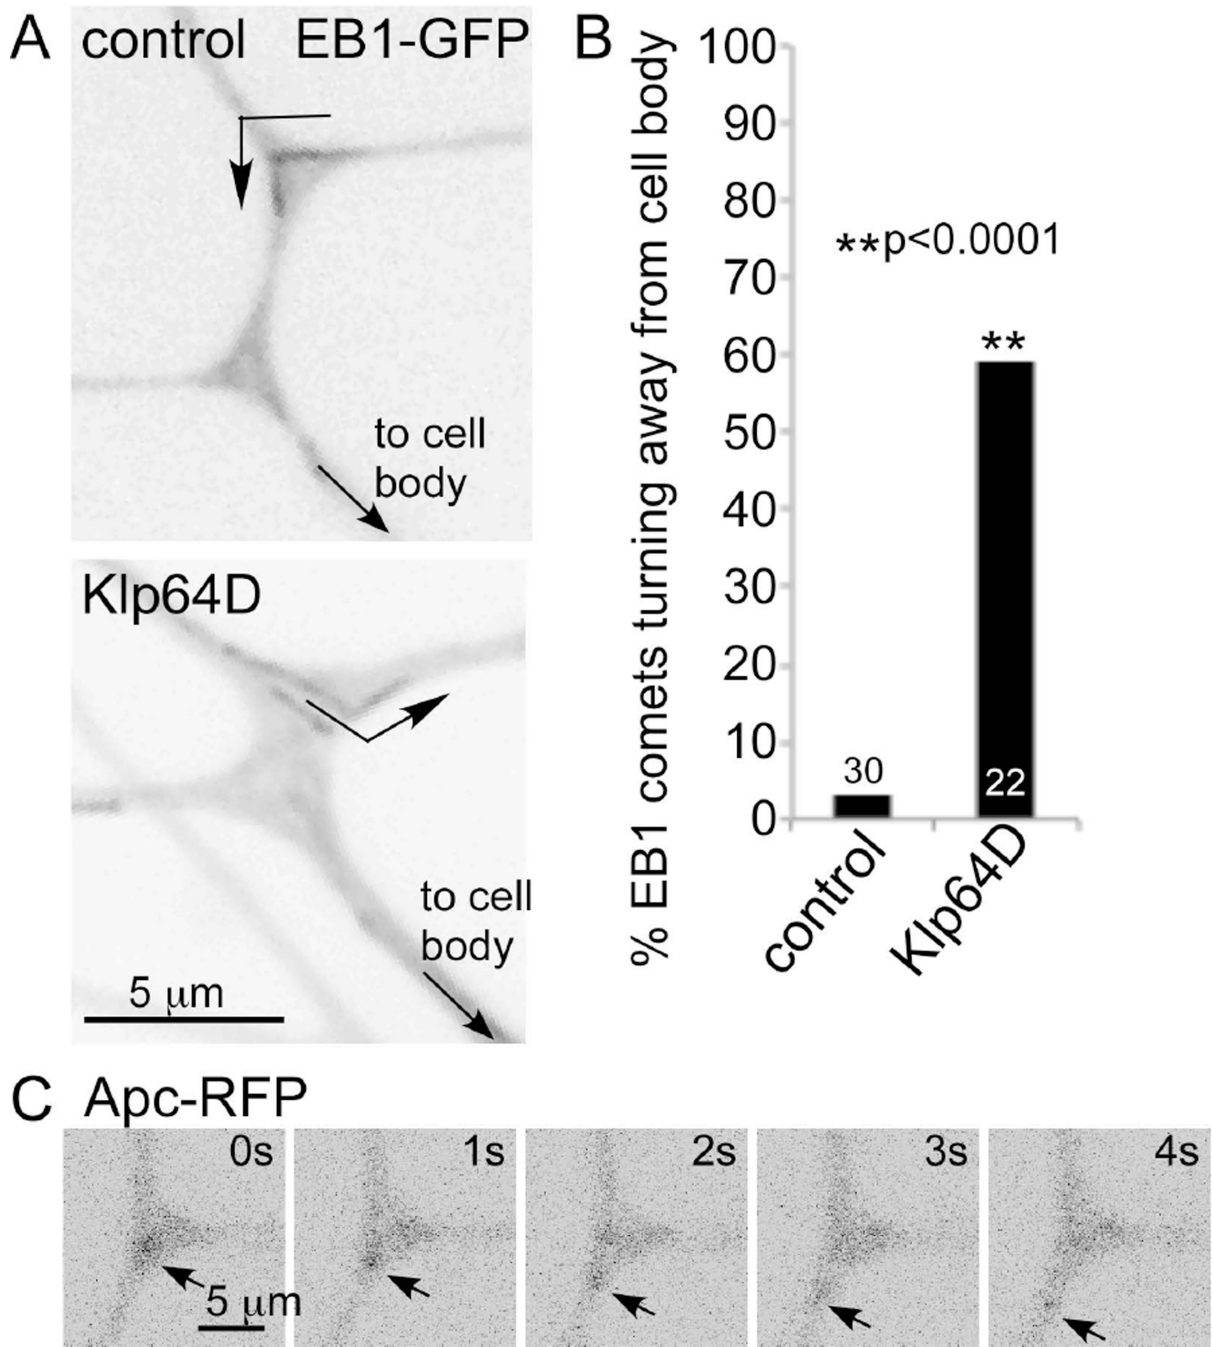 A control EB1-GFP
to cell
body
Klp64D
to cell
body
5 μm
B
% EB1 comets turning away from cell body
100
90
80
70
60
50
40
30
20
10
0
**p<0.0001
**
30
22
control
Klp64D
C Apc-RFP
0s 1s 2s 3s 4s
5 μm